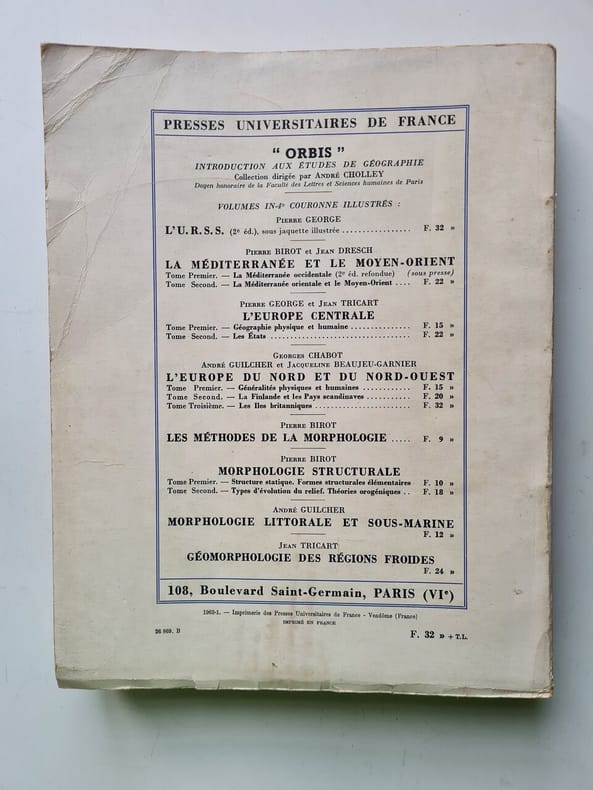 PRESSES UNIVERSITAIRES DE FRANCE
“ ORBIS ”
INTRODUCTION AUX ÉTUDES DE GÉOGRAPHIE
Collection dirigée par ANDRÉ CHOLLEY
Doyen honoraire de la Faculté des Lettres et Sciences humaines de Paris
VOLUMES IN-4º COURONNE ILLUSTRÉS :
PIERRE GEORGE
L'U. R. S. S. (2e éd.), sous jaquette illustrée ................ F. 32 »
PIERRE BIROT et JEAN DRESCH
LA MÉDITERRANÉE ET LE MOYEN-ORIENT
Tome Premier. — La Méditerranée occidentale (2e éd. refondue) (sous presse)
Tome Second. — La Méditerranée orientale et le Moyen-Orient .... F. 22 »
PIERRE GEORGE et JEAN TRICART
L'EUROPE CENTRALE
Tome Premier. — Géographie physique et humaine ............... F. 15 »
Tome Second. — Les États ................................... F. 22 »
GEORGES CHABOT
ANDRÉ GUILCHER et JACQUELINE BEAUJEU-GARNIER
L'EUROPE DU NORD ET DU NORD-OUEST
Tome Premier. — Généralités physiques et humaines ............ F. 15 »
Tome Second. — La Finlande et les Pays scandinaves ........... F. 20 »
Tome Troisième. — Les Iles britanniques ........................ F. 32 »
PIERRE BIROT
LES MÉTHODES DE LA MORPHOLOGIE ..... F. 9 »
PIERRE BIROT
MORPHOLOGIE STRUCTURALE
Tome Premier. — Structure statique. Formes structurales élémentaires F. 10 »
Tome Second. — Types d'évolution du relief. Théories orogéniques .. F. 18 »
ANDRÉ GUILCHER
MORPHOLOGIE LITTORALE ET SOUS-MARINE
F. 12 »
JEAN TRICART
GÉOMORPHOLOGIE DES RÉGIONS FROIDES
F. 24 »
108, Boulevard Saint-Germain, PARIS (VIe)
1963-1. — Imprimerie des Presses Universitaires de France - Vendôme (France)
IMPRIMÉ EN FRANCE
26 869. B F. 32 » + T.L.